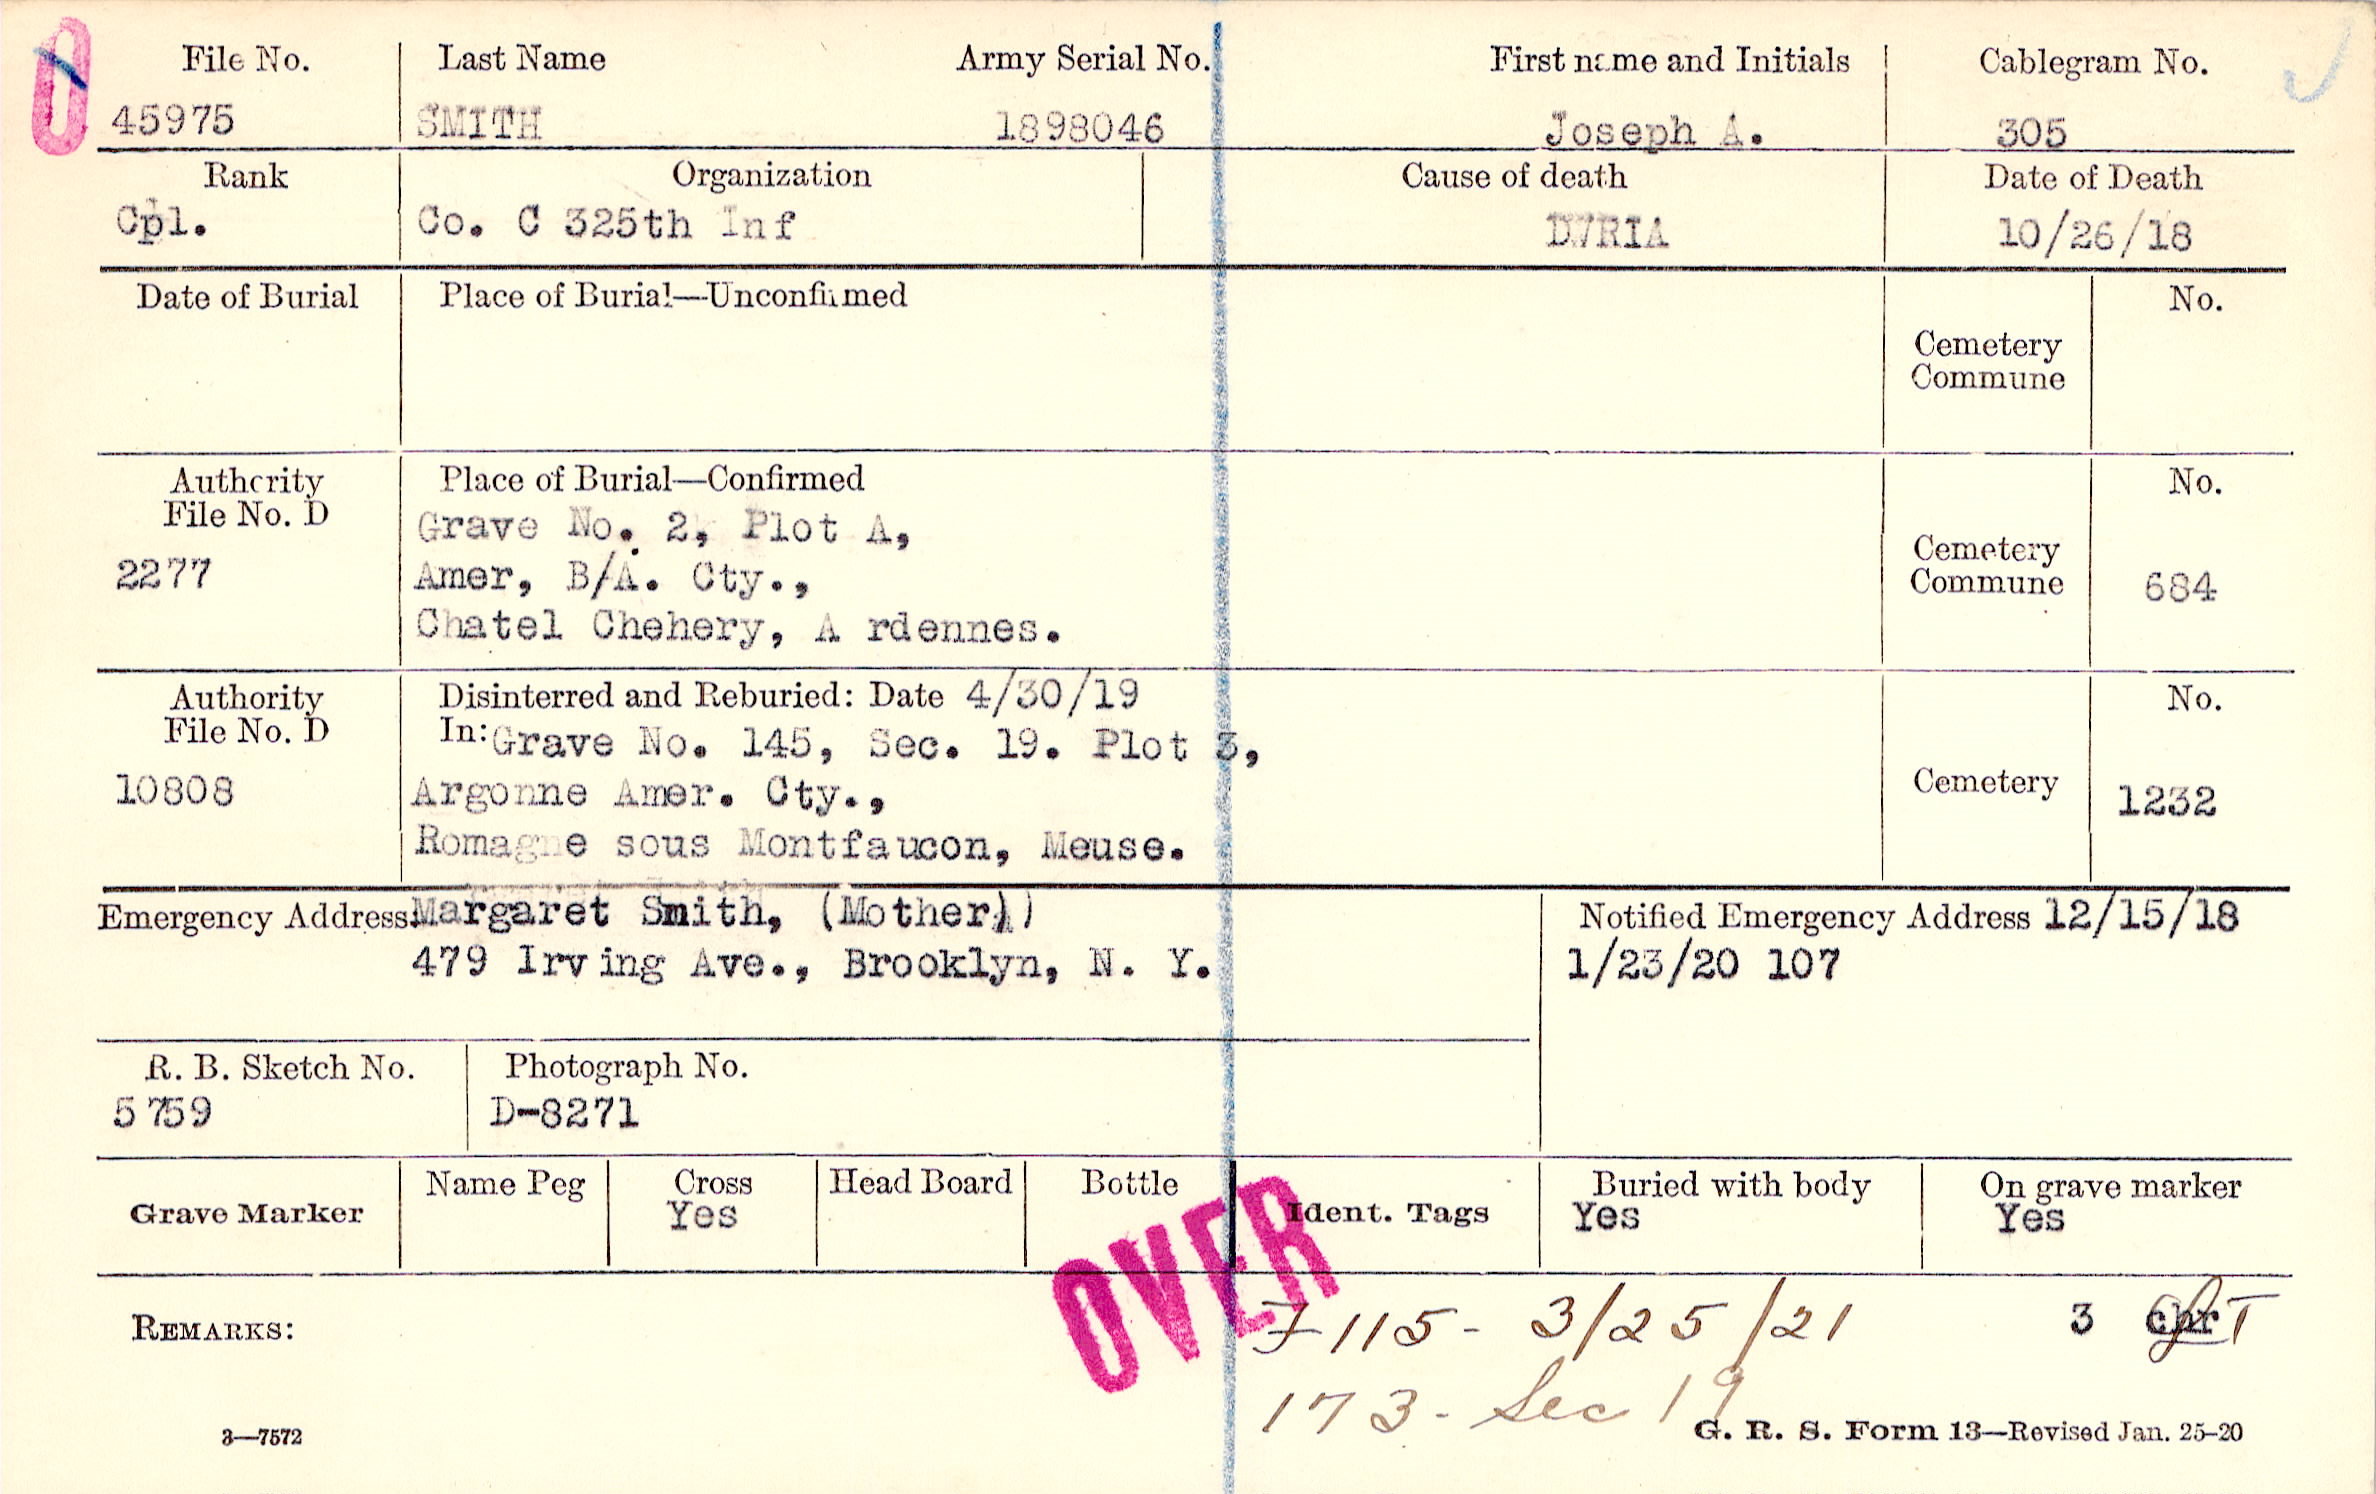 File No. Last Name Army Serial No. First name and Initials Cablegram No.
45975 SMITH 1898046 Joseph A. 305
Rank Organization Cause of death Date of Death
Cpl. Co. C 325th Inf DWRIA 10/26/18
Date of Burial Place of Burial—Unconfirmed No.
Cemetery
Commune
Authority Place of Burial—Confirmed No.
File No. D Grave No. 2, Plot A,
2277 Amer, B/A. Cty., Cemetery
Commune 684
Chatel Chehery, A rdennes.
Authority Disinterred and Reburied: Date 4/30/19 No.
File No. D In: Grave No. 145, Sec. 19. Plot 3,
10808 Argonne Amer. Cty., Cemetery 1232
Romagne sous Montfaucon, Meuse.
Emergency Address: Margaret Smith, (Mother) Notified Emergency Address 12/15/18
479 Irving Ave., Brooklyn, N. Y. 1/23/20 107
R. B. Sketch No. Photograph No.
5759 D-8271
Grave Marker Name Peg Cross Head Board Bottle Ident. Tags Buried with body On grave marker
Yes Yes Yes
OVER
REMARKS: 7115- 3/25/21 3 chr
173- Sec 19
3—7572 G. R. S. Form 13—Revised Jan. 25-20